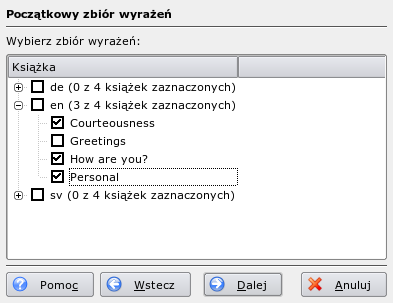 Początkowy zbiór wyrażeń
Wybierz zbiór wyrażeń:
Książka
de (0 z 4 książek zaznaczonych)
en (3 z 4 książek zaznaczonych)
Courteousness
Greetings
How are you?
Personal
sv (0 z 4 książek zaznaczonych)
Pomoc Wstecz Dalej Anuluj